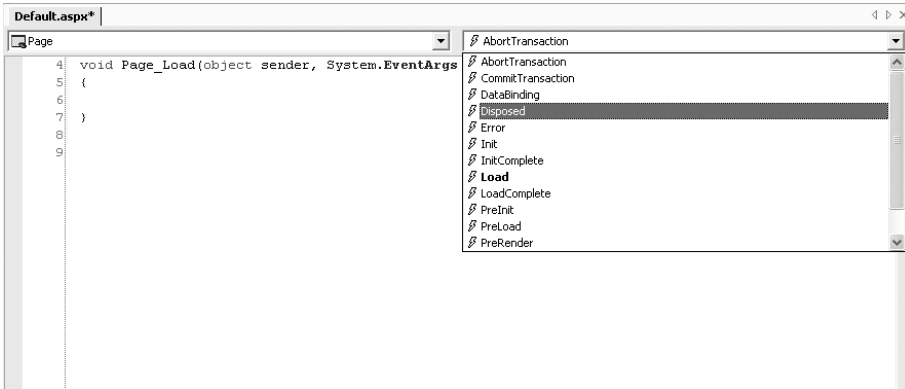 Default.aspx*
Page
AbortTransaction
4 void Page_Load(object sender, System.EventArgs
5 {
6
7 }
8
9
AbortTransaction
CommitTransaction
DataBinding
Disposed
Error
Init
InitComplete
Load
LoadComplete
PreInit
PreLoad
PreRender